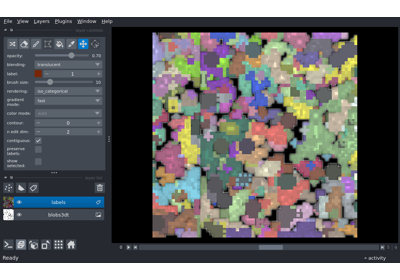 File View Layers Plugins Window Help
opacity: 0.70
blending: translucent
label: 1
brush size: 10
rendering: iso_categorical
gradient mode: fast
color mode:
contour: 0
n edit dim: 2
contiguous:
preserve labels:
show selected:
labels
blobs3dt
0
Ready
activity